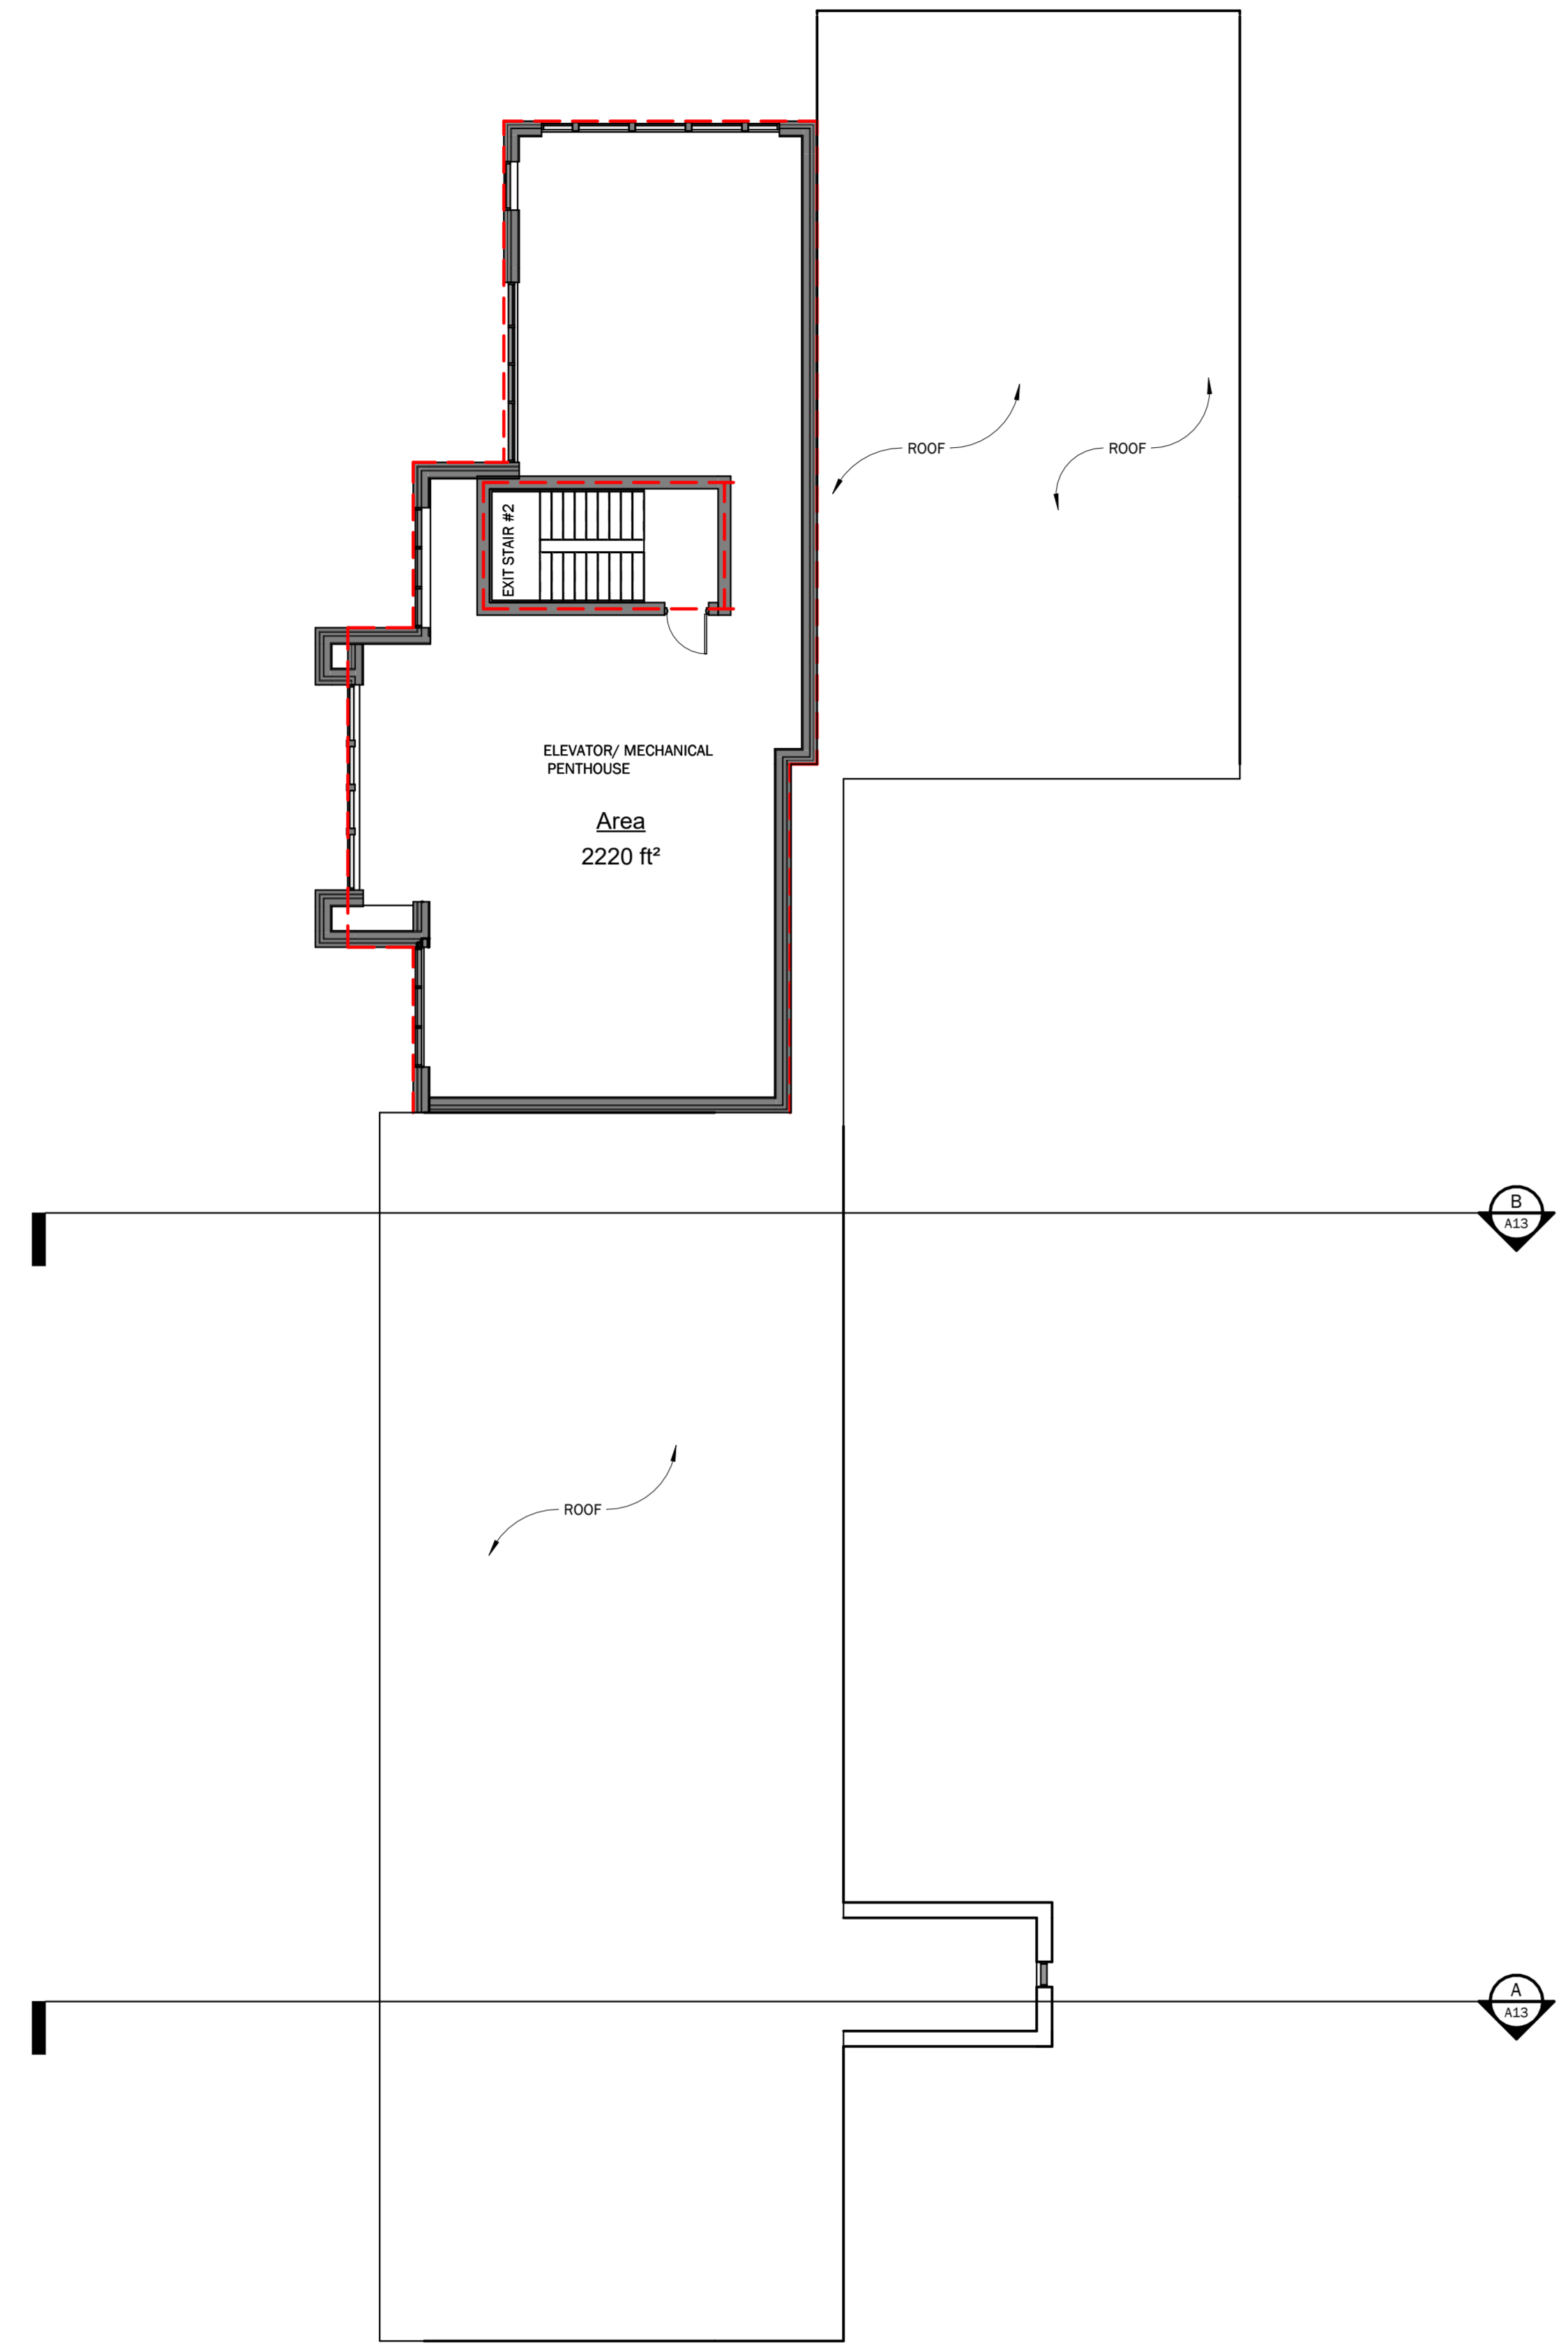 ROOF
ROOF
EXIT STAIR #2
ELEVATOR/ MECHANICAL
PENTHOUSE
Area
2220 ft²
B
A13
ROOF
A
A13